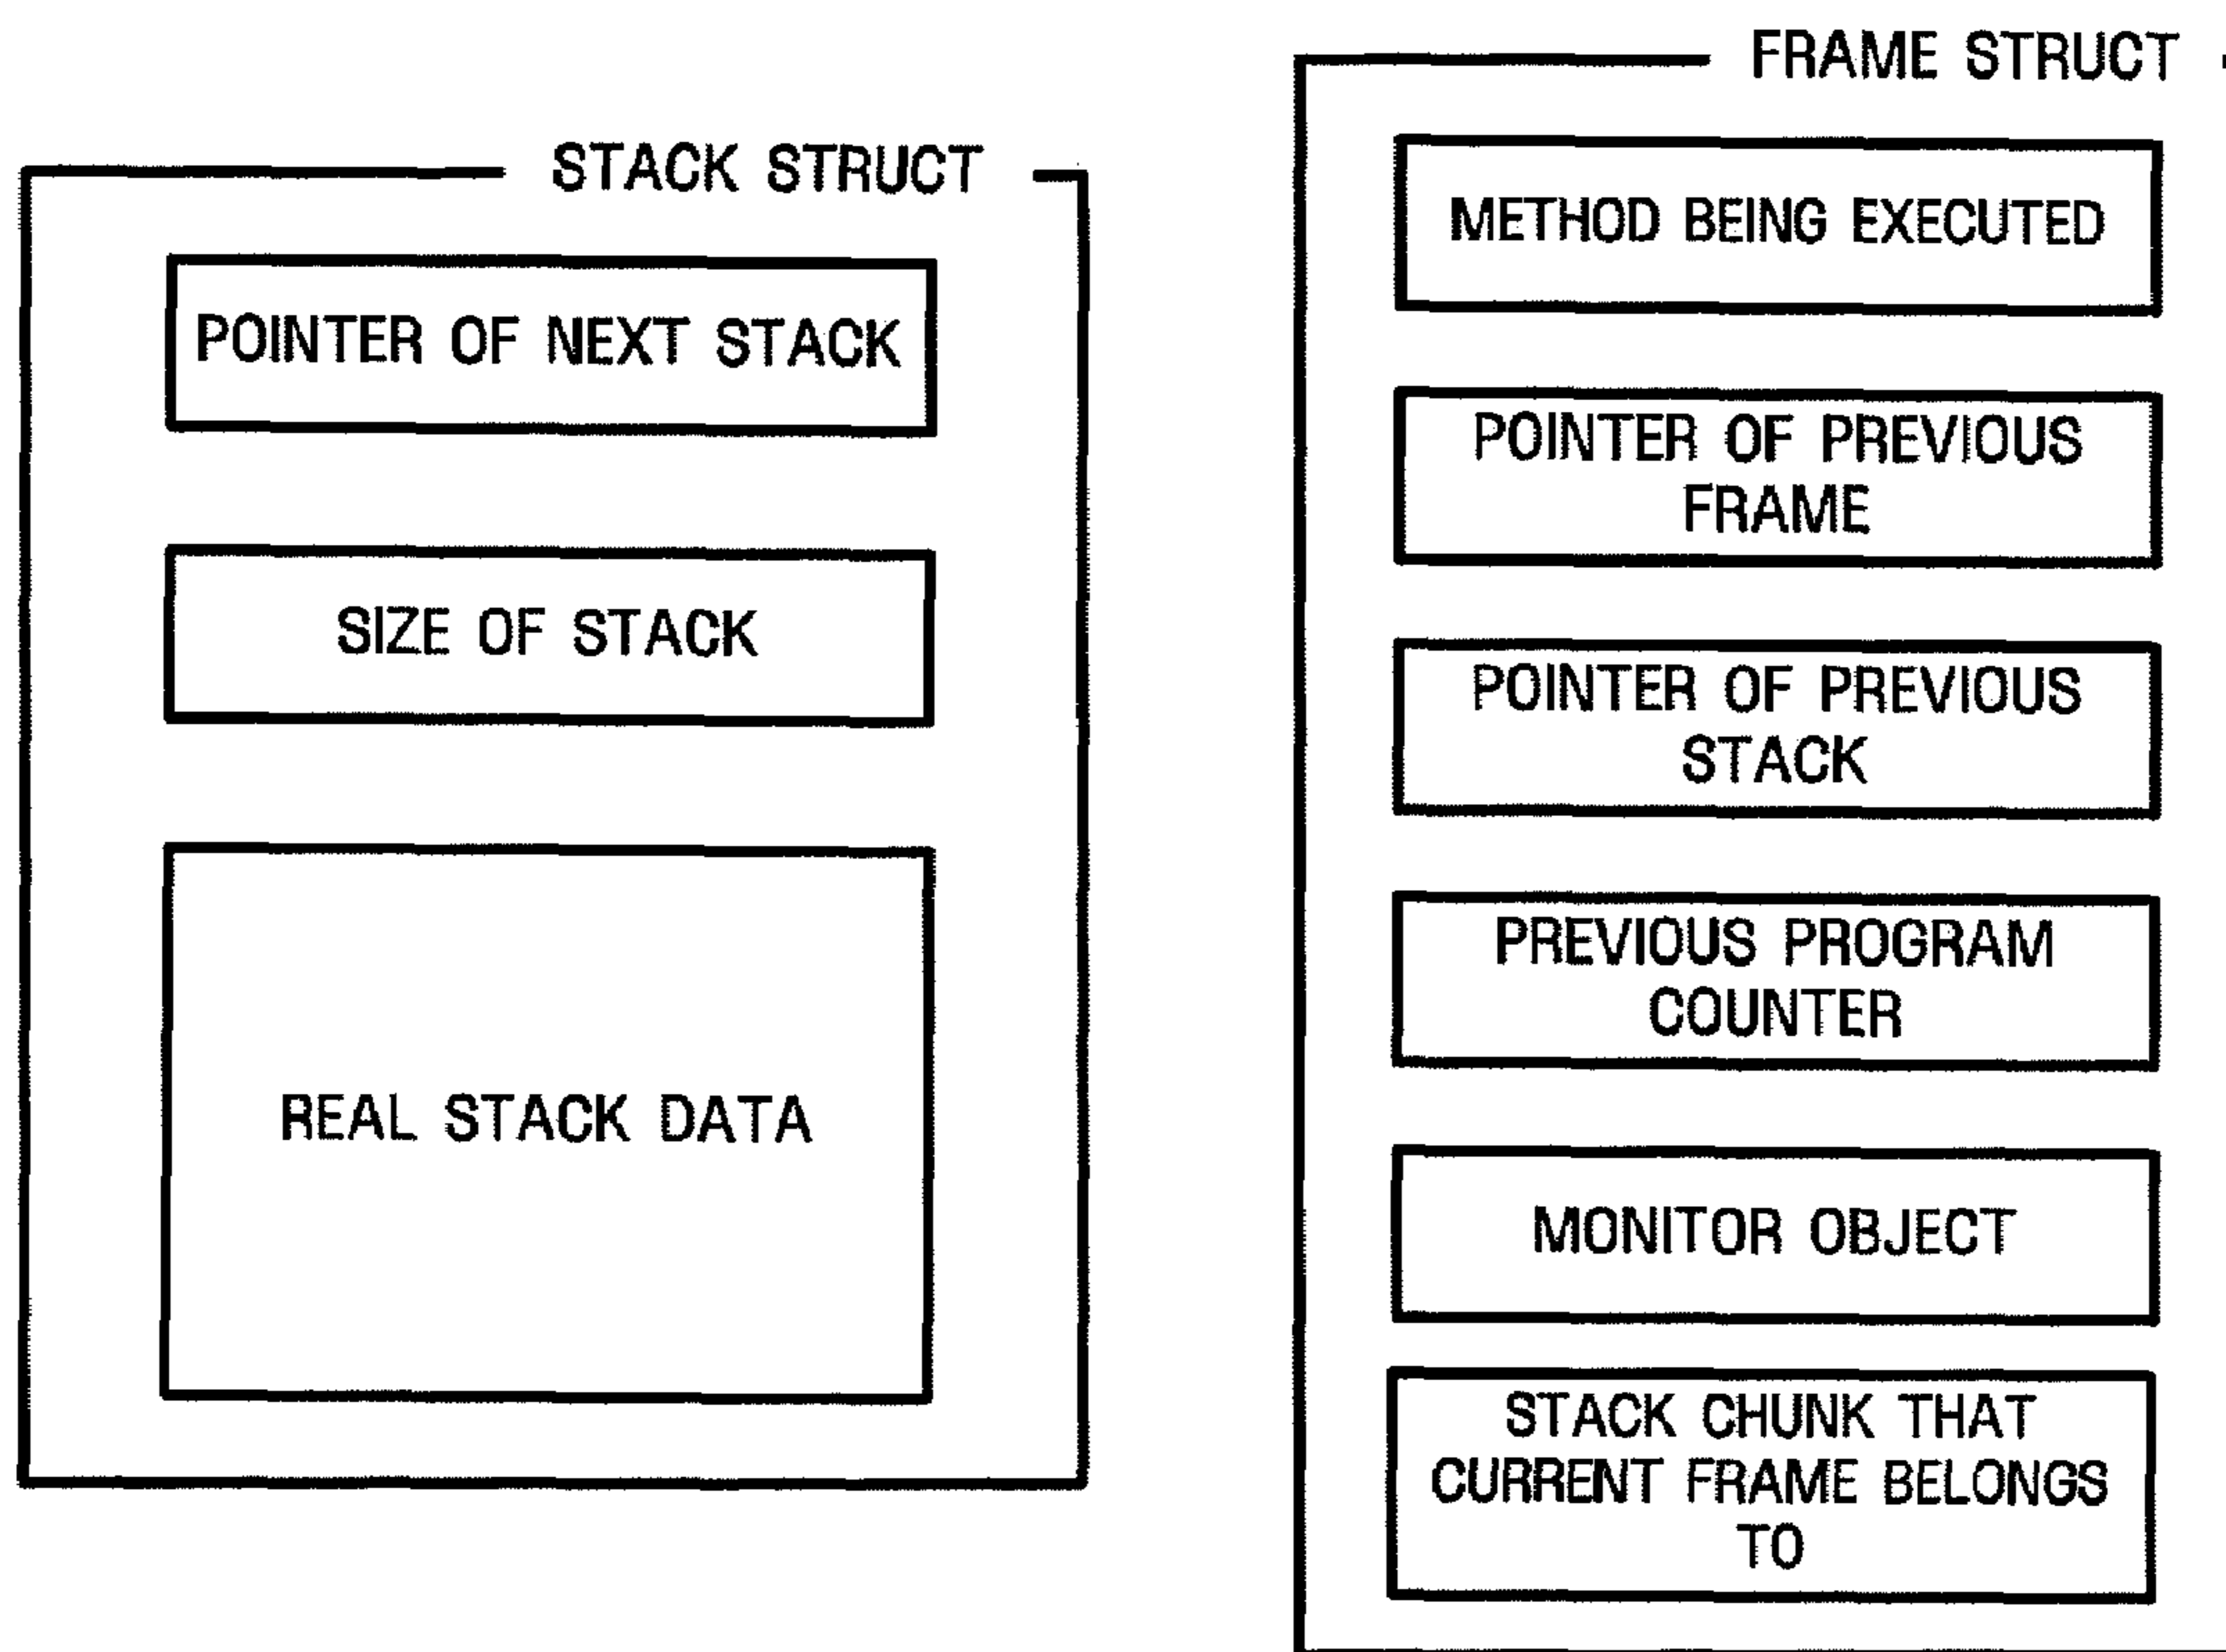 STACK STRUCT
POINTER OF NEXT STACK
SIZE OF STACK
REAL STACK DATA
FRAME STRUCT
METHOD BEING EXECUTED
POINTER OF PREVIOUS
FRAME
POINTER OF PREVIOUS
STACK
PREVIOUS PROGRAM
COUNTER
MONITOR OBJECT
STACK CHUNK THAT
CURRENT FRAME BELONGS
TO